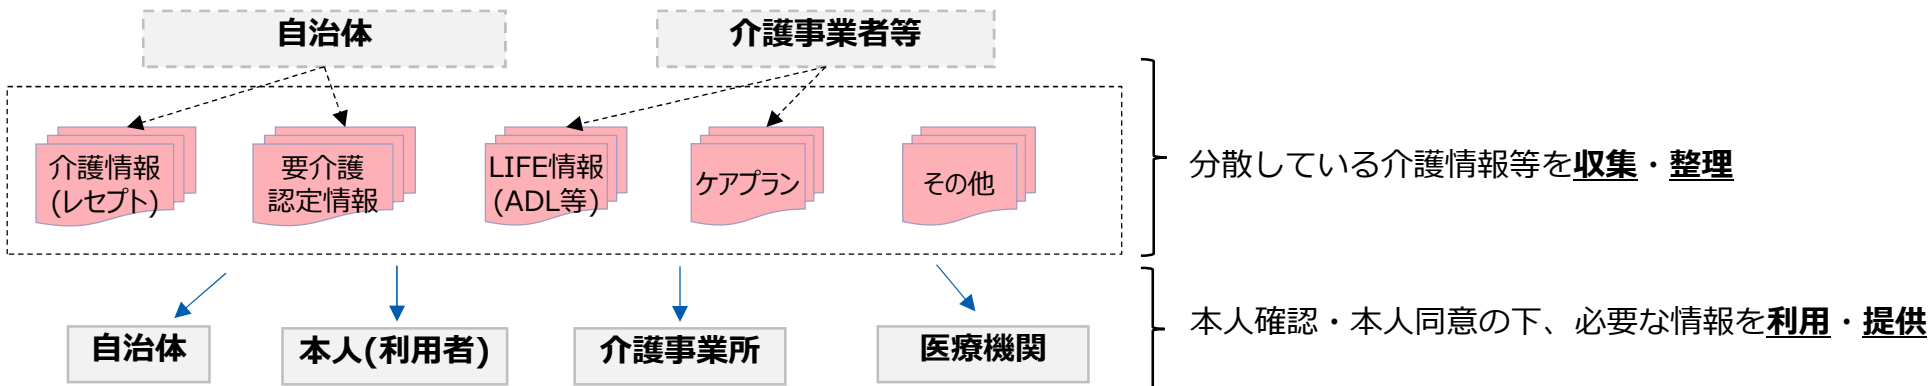 自治体
介護事業者等
介護情報
(レセプト)
要介護
認定情報
LIFE情報
(ADL等)
ケアプラン
その他
分散している介護情報等を収集・整理
自治体
本人(利用者)
介護事業所
医療機関
本人確認・本人同意の下、必要な情報を利用・提供